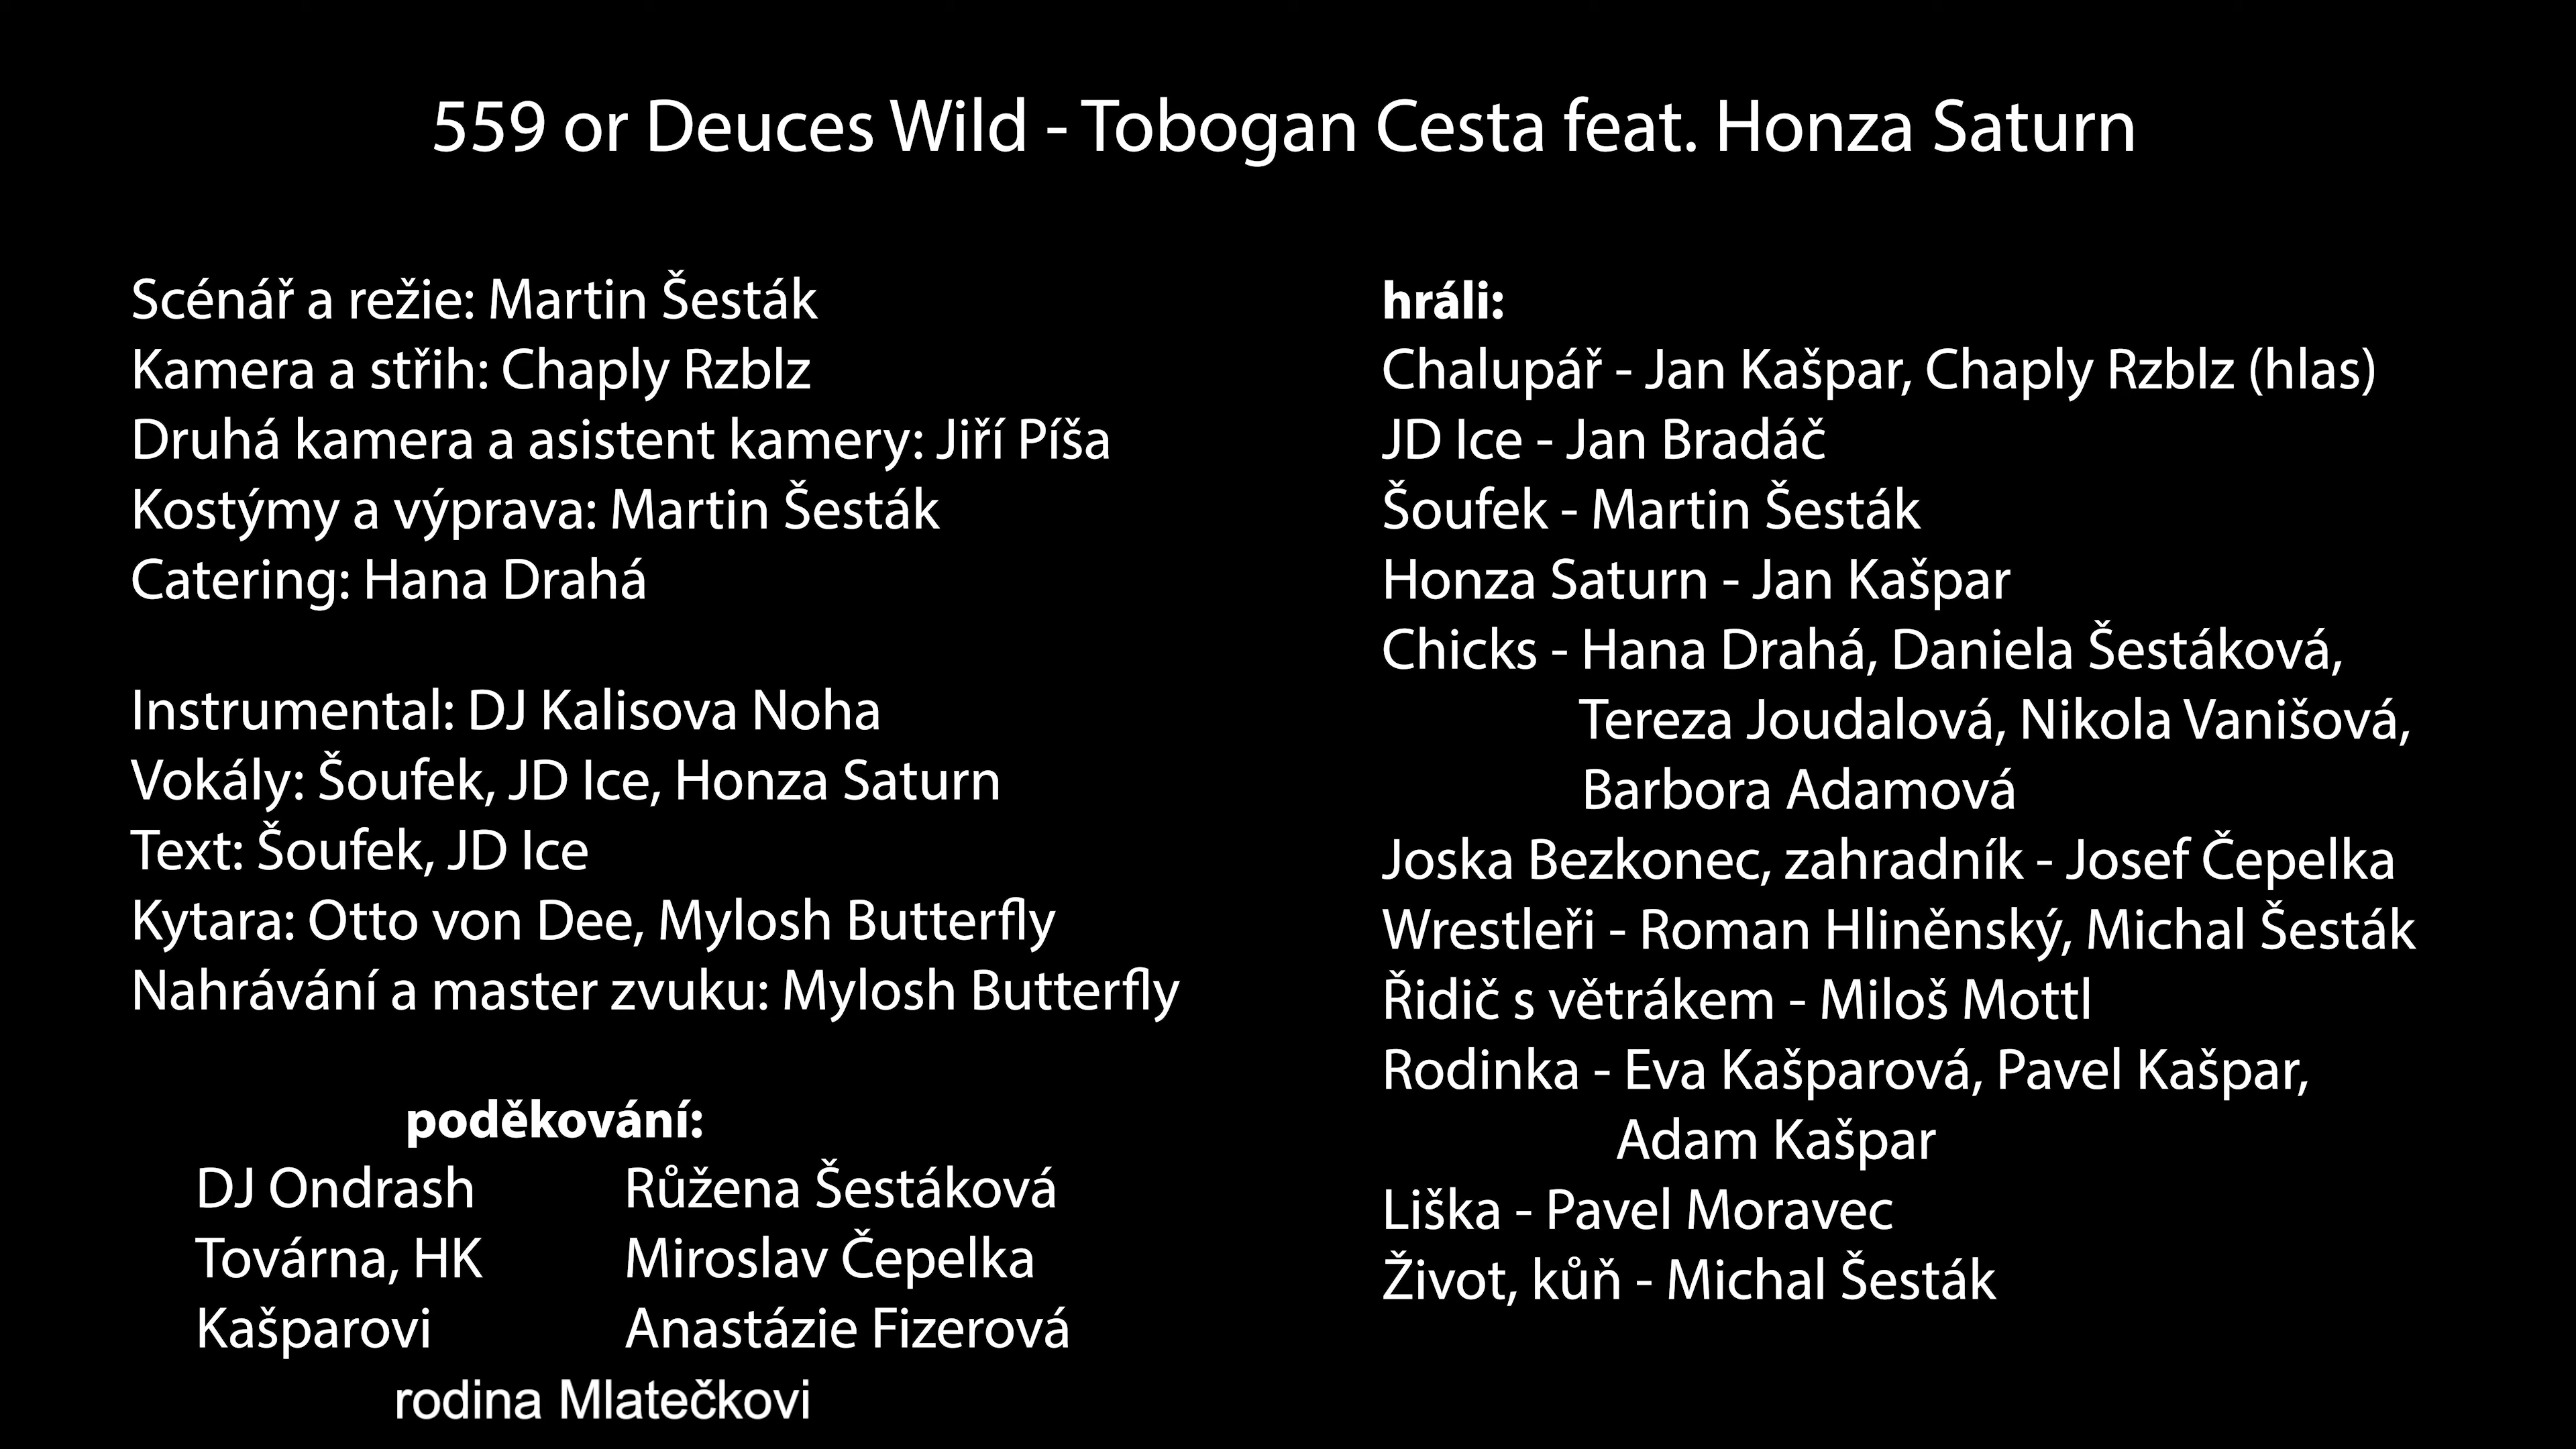 559 or Deuces Wild - Tobogan Cesta feat. Honza Saturn
Scénář a režie: Martin Šesták
Kamera a střih: Chaply Rzblz
Druhá kamera a asistent kamery: Jiří Píša
Kostýmy a výprava: Martin Šesták
Catering: Hana Drahá
Instrumental: DJ Kalisova Noha
Vokály: Šoufek, JD Ice, Honza Saturn
Text: Šoufek, JD Ice
Kytara: Otto von Dee, Mylosh Butterfly
Nahrávání a master zvuku: Mylosh Butterfly
poděkování:
DJ Ondrash Růžena Šestáková
Továrna, HK Miroslav Čepelka
Kašparovi Anastázie Fizerová
rodina Mlatečkovi
hráli:
Chalupář - Jan Kašpar, Chaply Rzblz (hlas)
JD Ice - Jan Bradáč
Šoufek - Martin Šesták
Honza Saturn - Jan Kašpar
Chicks - Hana Drahá, Daniela Šestáková,
Tereza Joudalová, Nikola Vanišová,
Barbora Adamová
Joska Bezkonec, zahradník - Josef Čepelka
Wrestleři - Roman Hliněnský, Michal Šesták
Řidič s větrákem - Miloš Mottl
Rodinka - Eva Kašparová, Pavel Kašpar,
Adam Kašpar
Liška - Pavel Moravec
Život, kůň - Michal Šesták